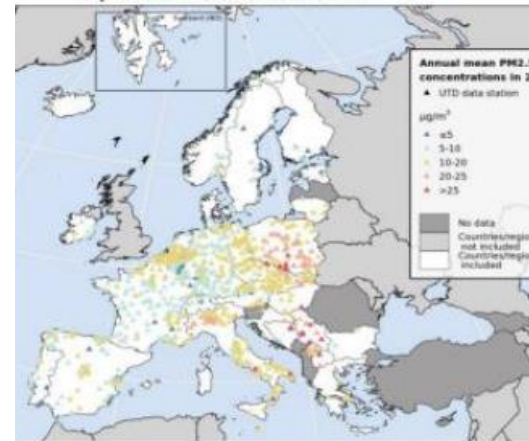 Annual mean PM2.
concentrations in 2
UTD data station
μg/m³
≤5
5-10
10-20
20-25
>25
No data
Countries/regio
not included
Countries/regio
included